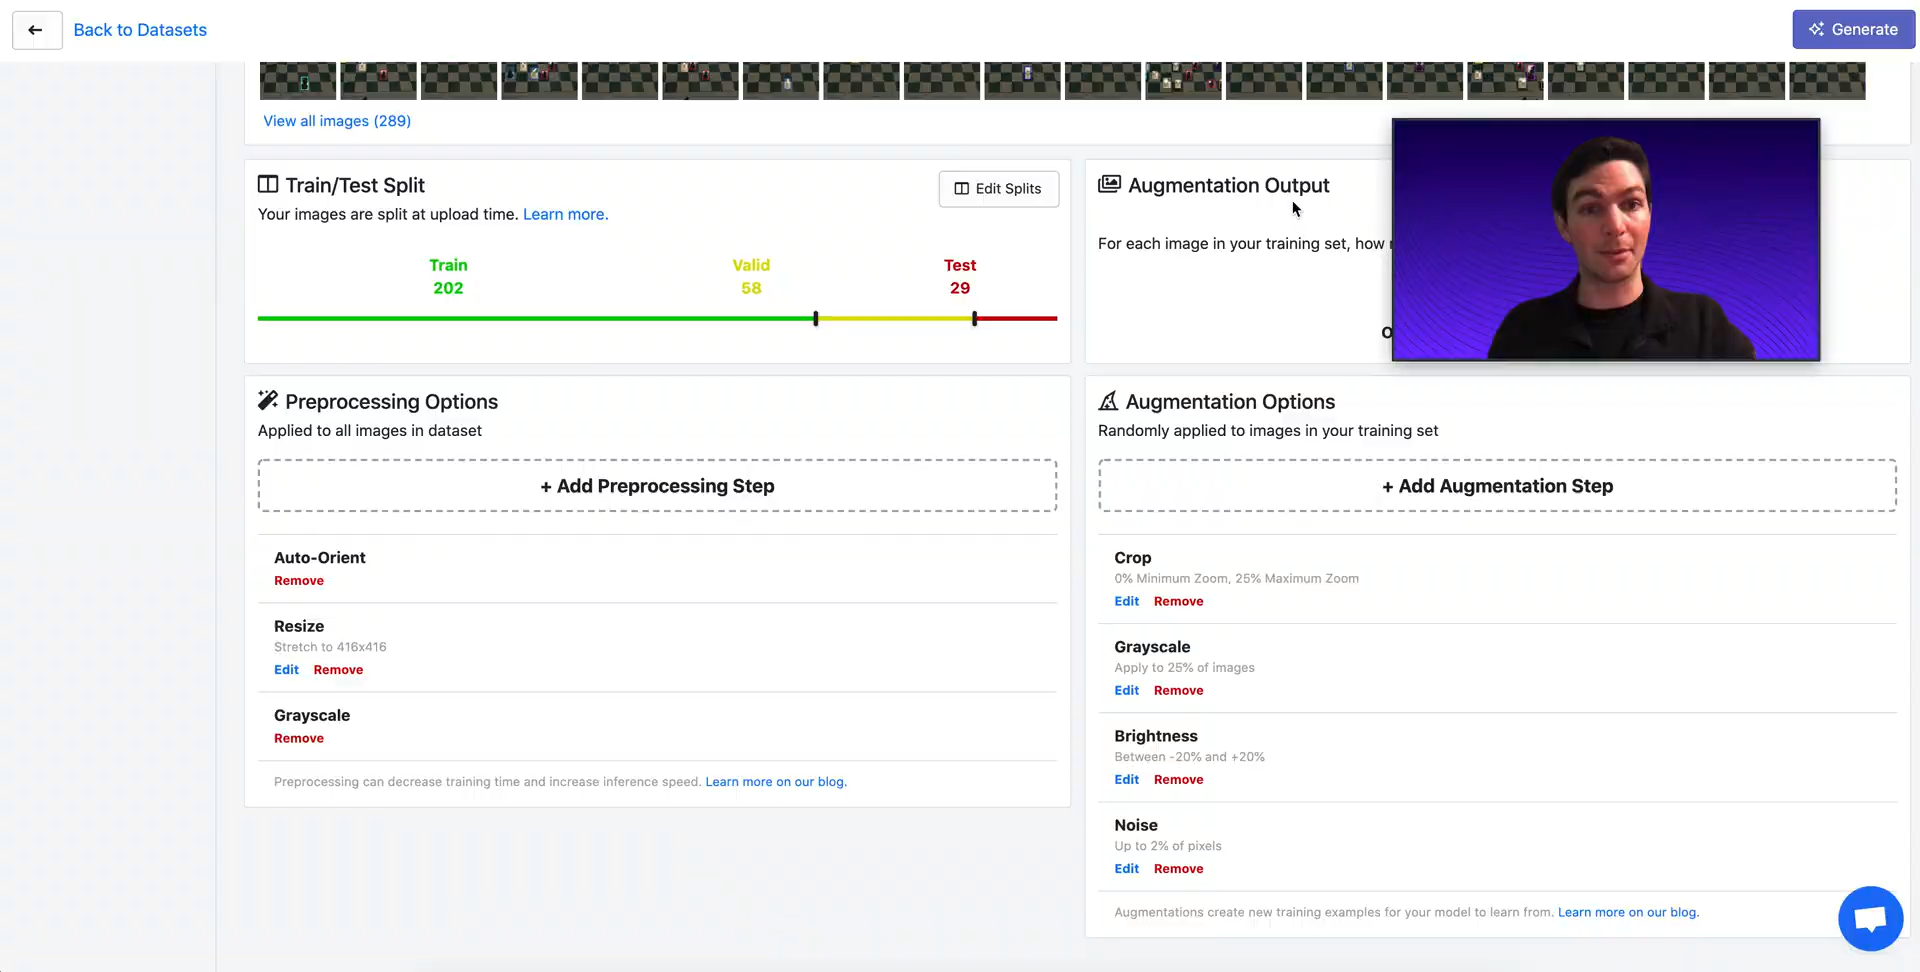 Back to Datasets
Generate
View all images (289)
Train/Test Split
Edit Splits
Your images are split at upload time. Learn more.
Train
202
Valid
58
Test
29
Augmentation Output
For each image in your training set, how
Preprocessing Options
Applied to all images in dataset
+ Add Preprocessing Step
Auto-Orient
Remove
Resize
Stretch to 416x416
Edit Remove
Grayscale
Remove
Preprocessing can decrease training time and increase inference speed. Learn more on our blog.
Augmentation Options
Randomly applied to images in your training set
+ Add Augmentation Step
Crop
0% Minimum Zoom, 25% Maximum Zoom
Edit Remove
Grayscale
Apply to 25% of images
Edit Remove
Brightness
Between -20% and +20%
Edit Remove
Noise
Up to 2% of pixels
Edit Remove
Augmentations create new training examples for your model to learn from. Learn more on our blog.